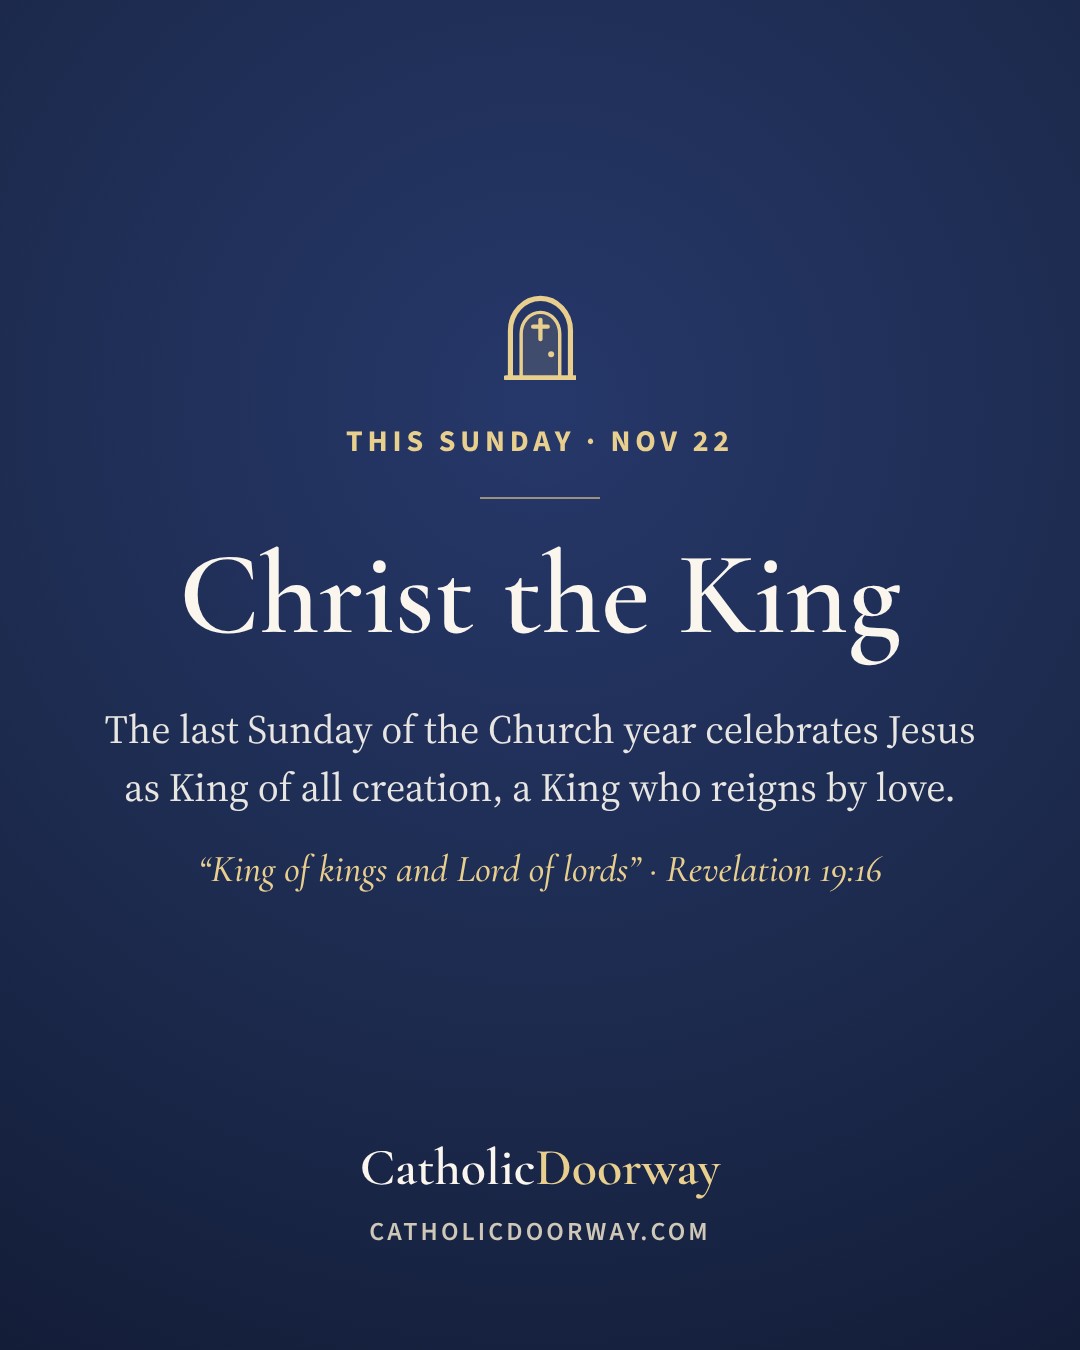 THIS SUNDAY · NOV 22
Christ the King
The last Sunday of the Church year celebrates Jesus
as King of all creation, a King who reigns by love.
“King of kings and Lord of lords” · Revelation 19:16
CatholicDoorway
CATHOLICDOORWAY.COM